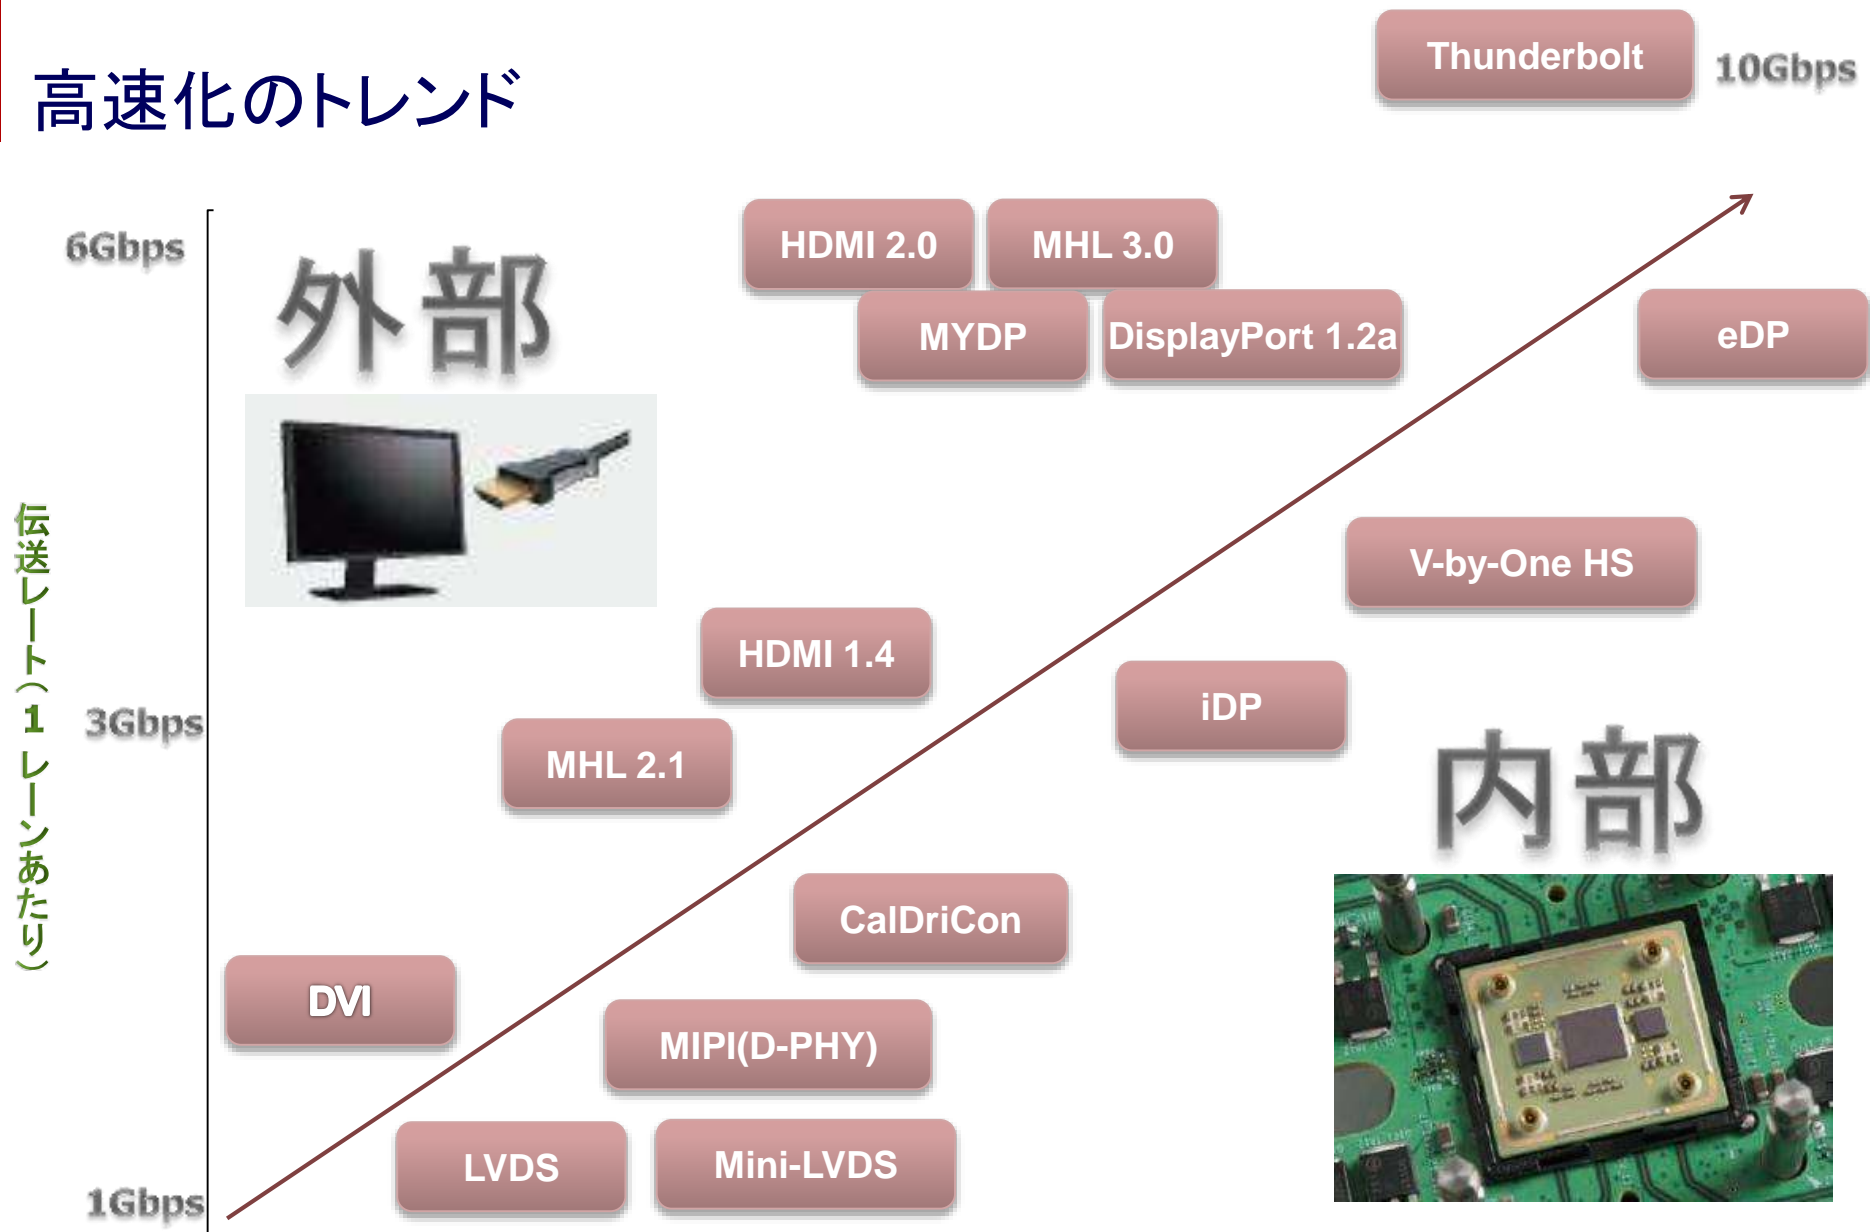 高速化のトレンド
Thunderbolt
10Gbps
6Gbps
外部
HDMI 2.0
MHL 3.0
MYDP
DisplayPort 1.2a
eDP
伝送レート(1レーンあたり)
V-by-One HS
HDMI 1.4
3Gbps
iDP
MHL 2.1
内部
CalDriCon
DVI
MIPI(D-PHY)
LVDS
Mini-LVDS
1Gbps